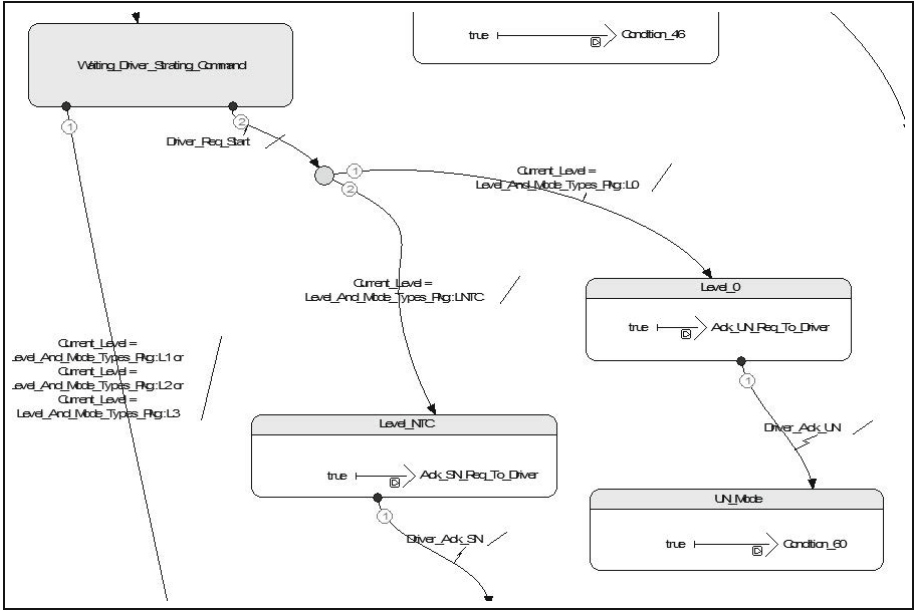 true Condition_46
Waiting_Driver_Strating_Command
1
2
Driver_Req_Start
1
2
Current_Level =
Level_And_Mode_Types_Pkg::L0
Current_Level =
Level_And_Mode_Types_Pkg::LNTC
Level_0
true Ack_UN_Req_To_Driver
1
Current_Level =
Level_And_Mode_Types_Pkg::L1 or
Current_Level =
Level_And_Mode_Types_Pkg::L2 or
Current_Level =
Level_And_Mode_Types_Pkg::L3
Level_NTC
true Ack_SN_Req_To_Driver
1
Driver_Ack_UN
Driver_Ack_SN
UN_Mode
true Condition_60